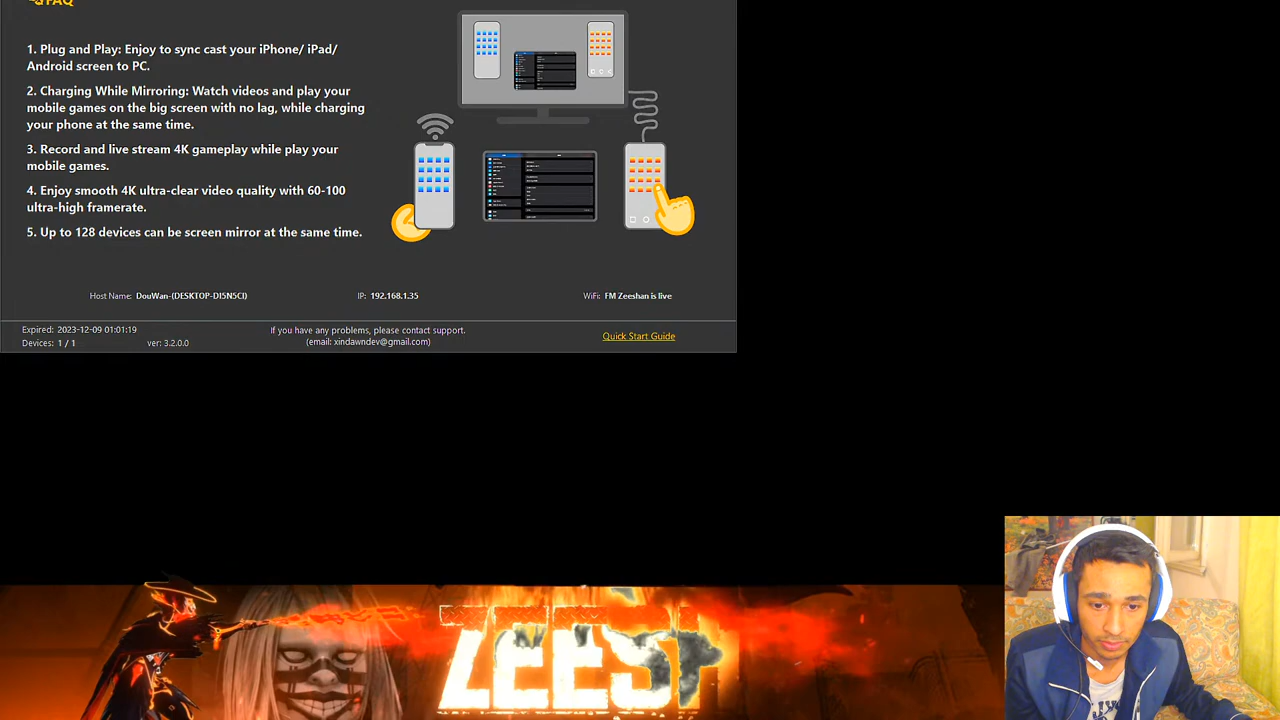 FAQ
1. Plug and Play: Enjoy to sync cast your iPhone/ iPad/
Android screen to PC.
2. Charging While Mirroring: Watch videos and play your
mobile games on the big screen with no lag, while charging
your phone at the same time.
3. Record and live stream 4K gameplay while play your
mobile games.
4. Enjoy smooth 4K ultra-clear video quality with 60-100
ultra-high framerate.
5. Up to 128 devices can be screen mirror at the same time.
Host Name: DouWan-(DESKTOP-DI5N5CI)
IP: 192.168.1.35
WiFi: FM Zeeshan is live
Expired: 2023-12-09 01:01:19
Devices: 1 / 1
ver: 3.2.0.0
If you have any problems, please contact support.
(email: xindawndev@gmail.com)
Quick Start Guide
ZEEST